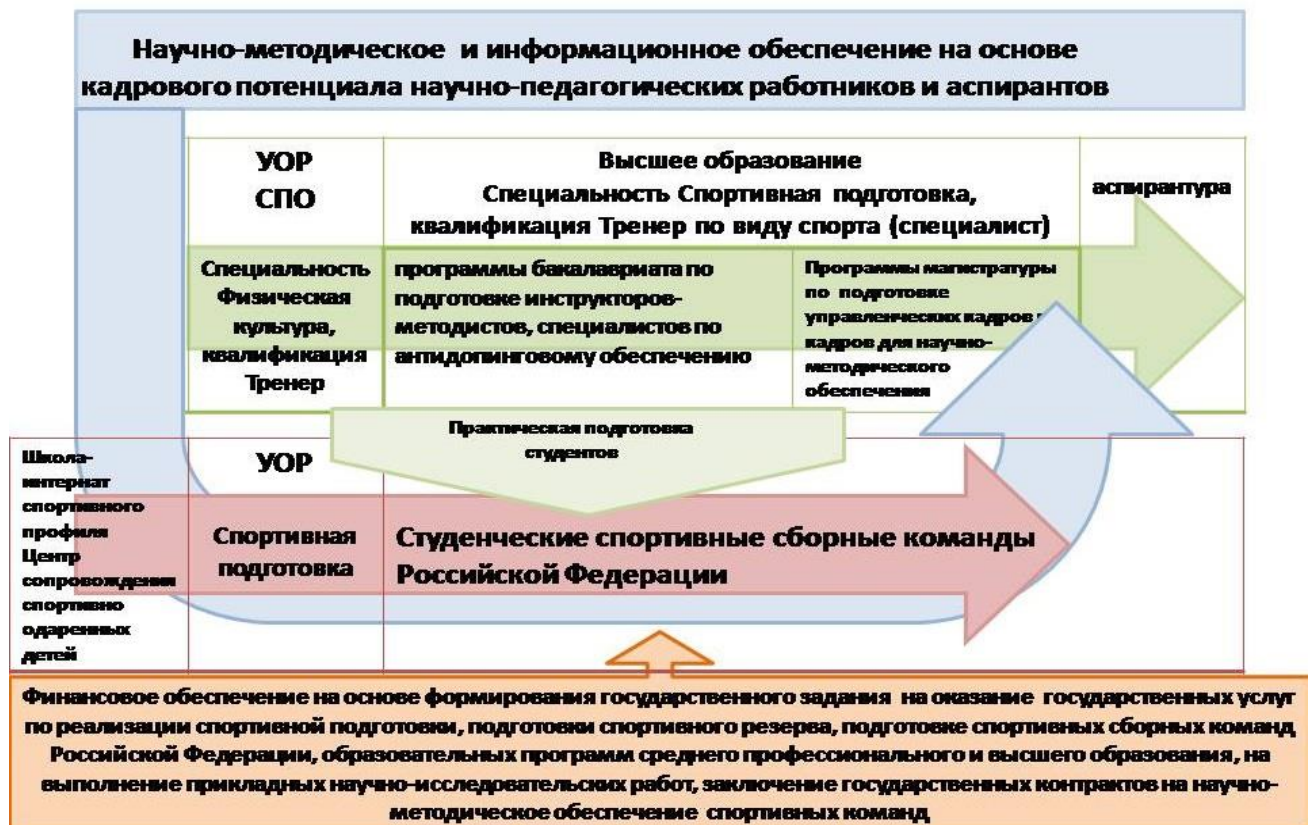 Научно-методическое и информационное обеспечение на основе
кадрового потенциала научно-педагогических работников и аспирантов
УОР
СПО
Высшее образование
Специальность Спортивная подготовка,
квалификация Тренер по виду спорта (специалист)
аспирантура
Специальность
Физическая
культура,
квалификация
Тренер
программы бакалавриата по
подготовке инструкторов-
методистов, специалистов по
антидопинговому обеспечению
Программы магистратуры
по подготовке
управленческих кадров
кадров для научно-
методического
обеспечения
Практическая подготовка
студентов
Школа-
интернат
спортивного
профиля
Центр
сопровождения
спортивно
одаренных
детей
УОР
Спортивная
подготовка
Студенческие спортивные сборные команды
Российской Федерации
Финансовое обеспечение на основе формирования государственного задания на оказание государственных услуг
по реализации спортивной подготовки, подготовки спортивного резерва, подготовке спортивных сборных команд
Российской Федерации, образовательных программ среднего профессионального и высшего образования, на
выполнение прикладных научно-исследовательских работ, заключение государственных контрактов на научно-
методическое обеспечение спортивных команд